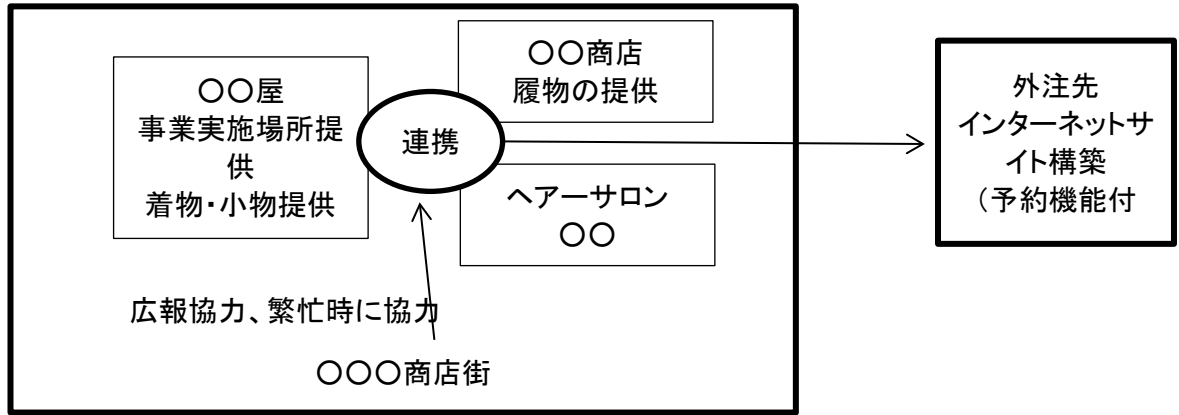 〇〇屋
事業実施場所提
供
着物・小物提供
〇〇商店
履物の提供
連携
ヘアーサロン
〇〇
広報協力、繁忙時に協力
〇〇〇商店街
外注先
インターネットサ
イト構築
（予約機能付